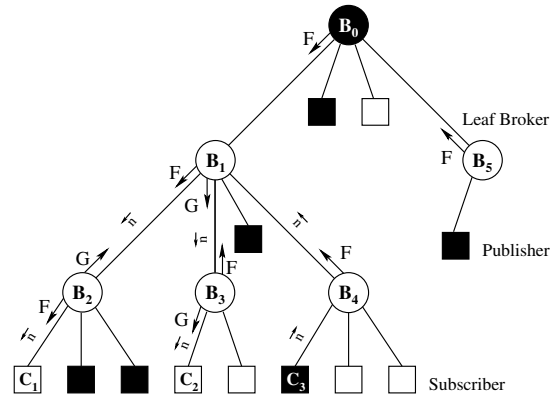 B0
F
Leaf Broker
F
B5
B1
F
G
n
n
n
Publisher
G
F
F
B2
B3
B4
F
G
n
n
n
C1
C2
C3
Subscriber